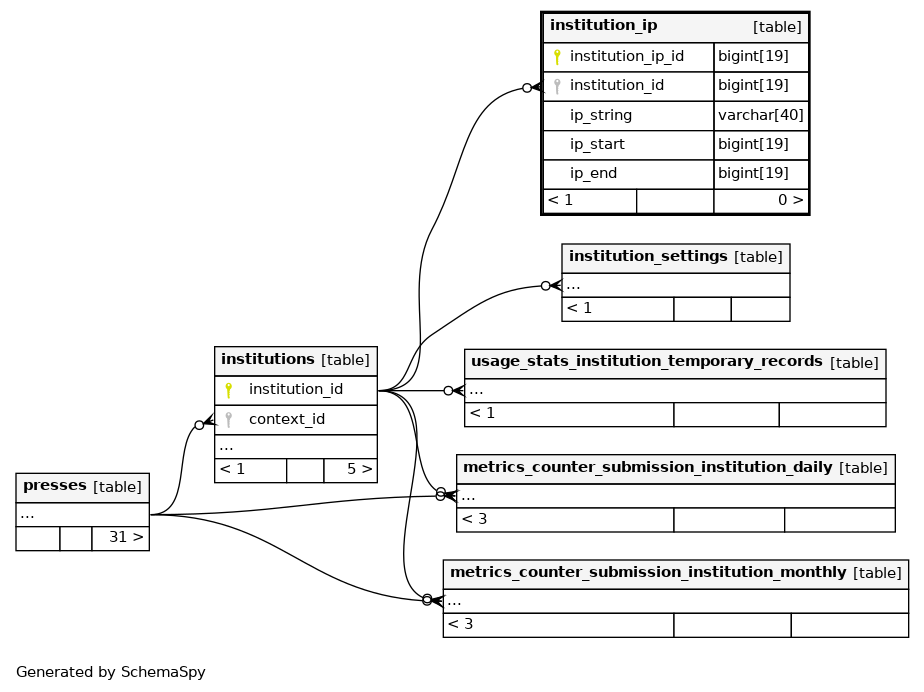 institution_ip [table]
institution_ip_id bigint[19]
institution_id bigint[19]
ip_string varchar[40]
ip_start bigint[19]
ip_end bigint[19]
< 1 0 >
institution_settings [table]
...
< 1
usage_stats_institution_temporary_records [table]
...
< 1
institutions [table]
institution_id
context_id
...
< 1 5 >
metrics_counter_submission_institution_daily [table]
...
< 3
presses [table]
...
31 >
metrics_counter_submission_institution_monthly [table]
...
< 3
Generated by SchemaSpy